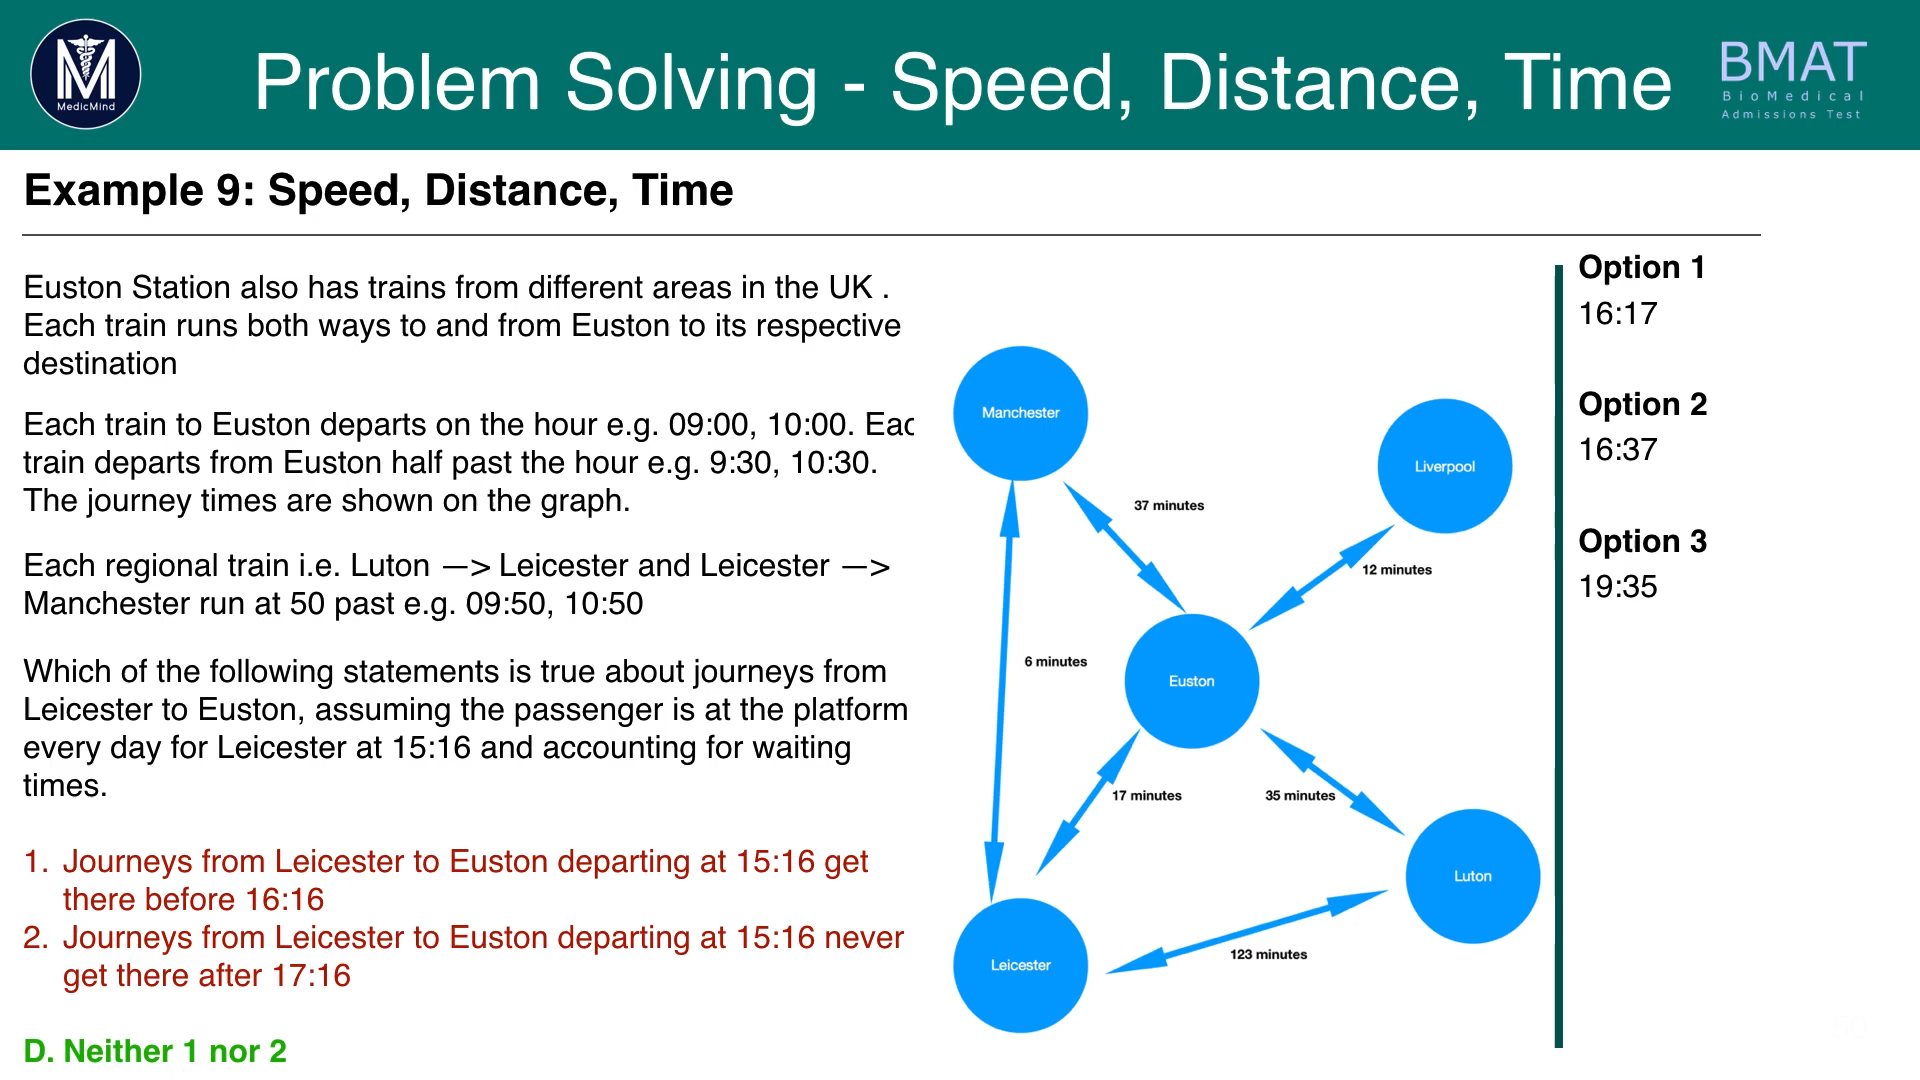 MedicMind
Problem Solving - Speed, Distance, Time
BMAT
BioMedical
Admissions Test
Example 9: Speed, Distance, Time
Euston Station also has trains from different areas in the UK .
Each train runs both ways to and from Euston to its respective
destination
Each train to Euston departs on the hour e.g. 09:00, 10:00. Eac
train departs from Euston half past the hour e.g. 9:30, 10:30.
The journey times are shown on the graph.
Each regional train i.e. Luton —> Leicester and Leicester —>
Manchester run at 50 past e.g. 09:50, 10:50
Which of the following statements is true about journeys from
Leicester to Euston, assuming the passenger is at the platform
every day for Leicester at 15:16 and accounting for waiting
times.
1. Journeys from Leicester to Euston departing at 15:16 get
there before 16:16
2. Journeys from Leicester to Euston departing at 15:16 never
get there after 17:16
D. Neither 1 nor 2
Manchester
Liverpool
37 minutes
12 minutes
6 minutes
Euston
17 minutes
35 minutes
Luton
123 minutes
Leicester
Option 1
16:17
Option 2
16:37
Option 3
19:35